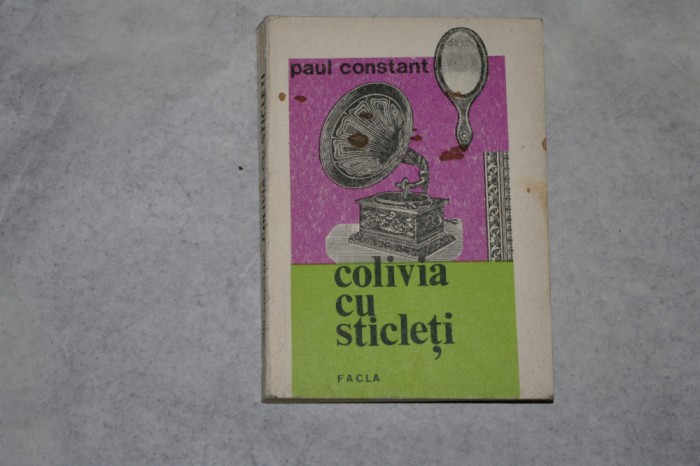 paul constant
colivia
cu
sticleți
FACLA